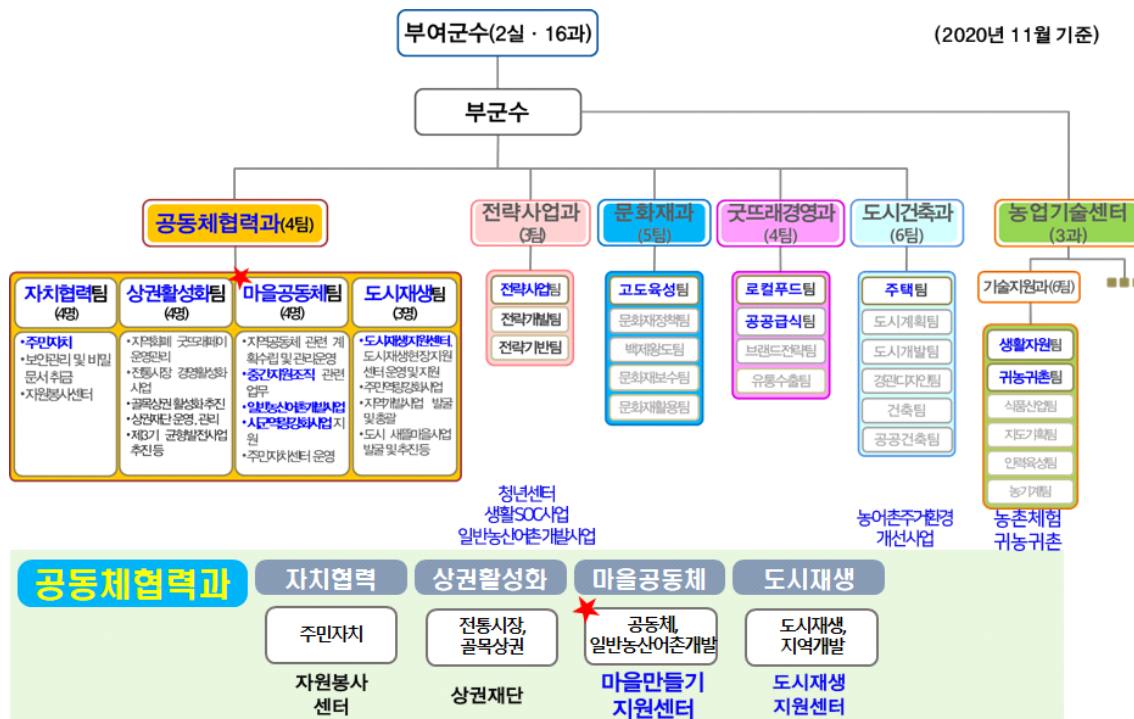 부여군수(2실 · 16과)
(2020년 11월 기준)
부군수
공동체협력과(4팀)
전략사업과
(3팀)
문화재과
(5팀)
굿뜨래경영과
(4팀)
도시건축과
(6팀)
농업기술센터
(3과)
자치협력팀
(4명)
•주민자치
•보안관리 및 비밀
문서 취급
•자원봉사센터
상권활성화팀
(4명)
•지역화폐 굿뜨래페이
운영관리
•전통시장 경영활성화
사업
•골목상권 활성화 추진
•상권재단 운영, 관리
•제3기 균형발전사업
추진 등
마을공동체팀
(4명)
•지역공동체 관련 계
획수립 및 관리운영
•중간지원조직 관련
업무
•일반농산어촌개발사업
•시군역량강화사업 지
원
•주민자치센터 운영
도시재생팀
(3명)
•도시재생지원센터,
도시재생현장지원
센터 운영 및 지원
•주민역량강화사업
•지역개발사업 발굴
및 총괄
•도시 새뜰마을사업
발굴 및 추진 등
전략사업팀
전략개발팀
전략기반팀
고도육성팀
문화재정책팀
백제왕도팀
문화재보수팀
문화재활용팀
로컬푸드팀
공공급식팀
브랜드전략팀
유통수출팀
주택팀
도시계획팀
도시개발팀
경관디자인팀
건축팀
공공건축팀
기술지원과(6팀)
생활자원팀
귀농귀촌팀
식품산업팀
지도기획팀
인력육성팀
농기계팀
청년센터
생활SOC사업
일반농산어촌개발사업
농어촌주거환경
개선사업
농촌체험
귀농귀촌
공동체협력과
자치협력
상권활성화
마을공동체
도시재생
주민자치
전통시장,
골목상권
공동체,
일반농산어촌개발
도시재생,
지역개발
자원봉사
센터
상권재단
마을만들기
지원센터
도시재생
지원센터